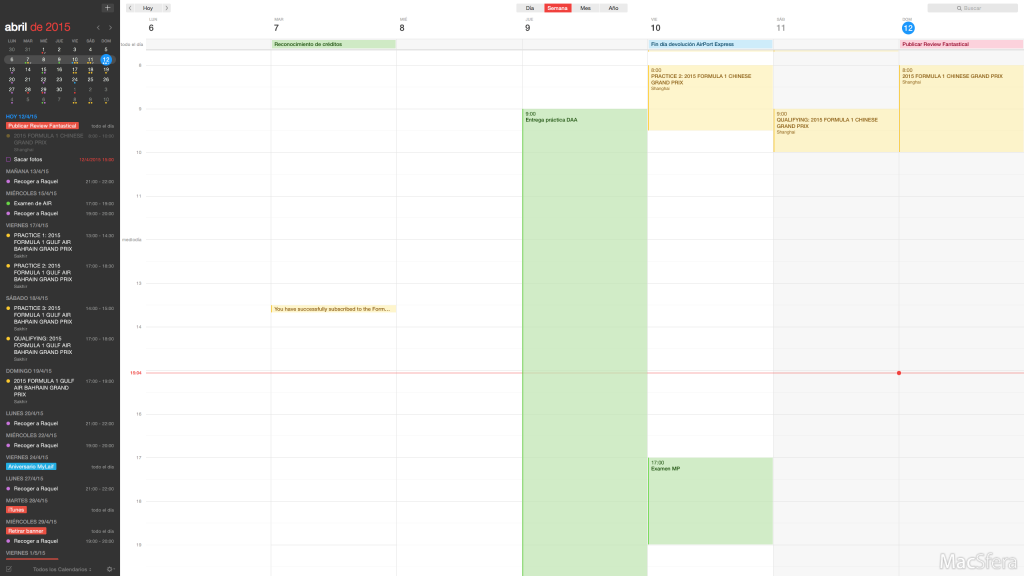 +
abril de 2015
LUN MAR MIÉ JUE VIE SÁB DOM
30 31 1 2 3 4 5
6 7 8 9 10 11 12
13 14 15 16 17 18 19
20 21 22 23 24 25 26
27 28 29 30 1 2 3
4 5 6 7 8 9 10
HOY 12/4/15
Publicar Review Fantastical todo el día
2015 FORMULA 1 CHINESE 8:00 - 10:00
GRAND PRIX
Shanghai
Sacar fotos
MAÑANA 13/4/15
Recoger a Raquel 21:00 - 22:00
MIÉRCOLES 15/4/15
Examen de AIR 17:00 - 19:00
Recoger a Raquel 19:00 - 20:00
VIERNES 17/4/15
PRACTICE 1: 2015 13:00 - 14:30
FORMULA 1 GULF AIR
BAHRAIN GRAND PRIX
Sakhir
PRACTICE 2: 2015 17:00 - 18:30
FORMULA 1 GULF AIR
BAHRAIN GRAND PRIX
Sakhir
SÁBADO 18/4/15
PRACTICE 3: 2015 14:00 - 15:00
FORMULA 1 GULF AIR
BAHRAIN GRAND PRIX
Sakhir
QUALIFYING: 2015 17:00 - 18:00
FORMULA 1 GULF AIR
BAHRAIN GRAND PRIX
Sakhir
DOMINGO 19/4/15
2015 FORMULA 1 GULF 17:00 - 19:00
AIR BAHRAIN GRAND
PRIX
Sakhir
LUNES 20/4/15
Recoger a Raquel 21:00 - 22:00
MIÉRCOLES 22/4/15
Recoger a Raquel 19:00 - 20:00
VIERNES 24/4/15
Aniversario MyLeif todo el día
LUNES 27/4/15
Recoger a Raquel 21:00 - 22:00
MARTES 28/4/15
iTunes todo el día
MIÉRCOLES 29/4/15
Retirar banner todo el día
Recoger a Raquel 19:00 - 20:00
VIERNES 1/5/15
Todos los Calendarios
Hoy
Día Semana Mes Año
Buscar
LUN MAR MIÉ JUE VIE SÁB DOM
6 7 8 9 10 11 12
todo el día
Reconocimiento de créditos
Fin día devolución AirPort Express
Publicar Review Fantastical
8
8:00
PRACTICE 2: 2015 FORMULA 1 CHINESE
GRAND PRIX
Shanghai
8:00
2015 FORMULA 1 CHINESE GRAND PRIX
Shanghai
9
9:00
Entrega práctica DAA
9:00
QUALIFYING: 2015 FORMULA 1 CHINESE
GRAND PRIX
Shanghai
10
11
mediodía
13
You have successfully subscribed to the Form...
14
15:04
16
17
17:00
Examen MP
18
19
MacSfera